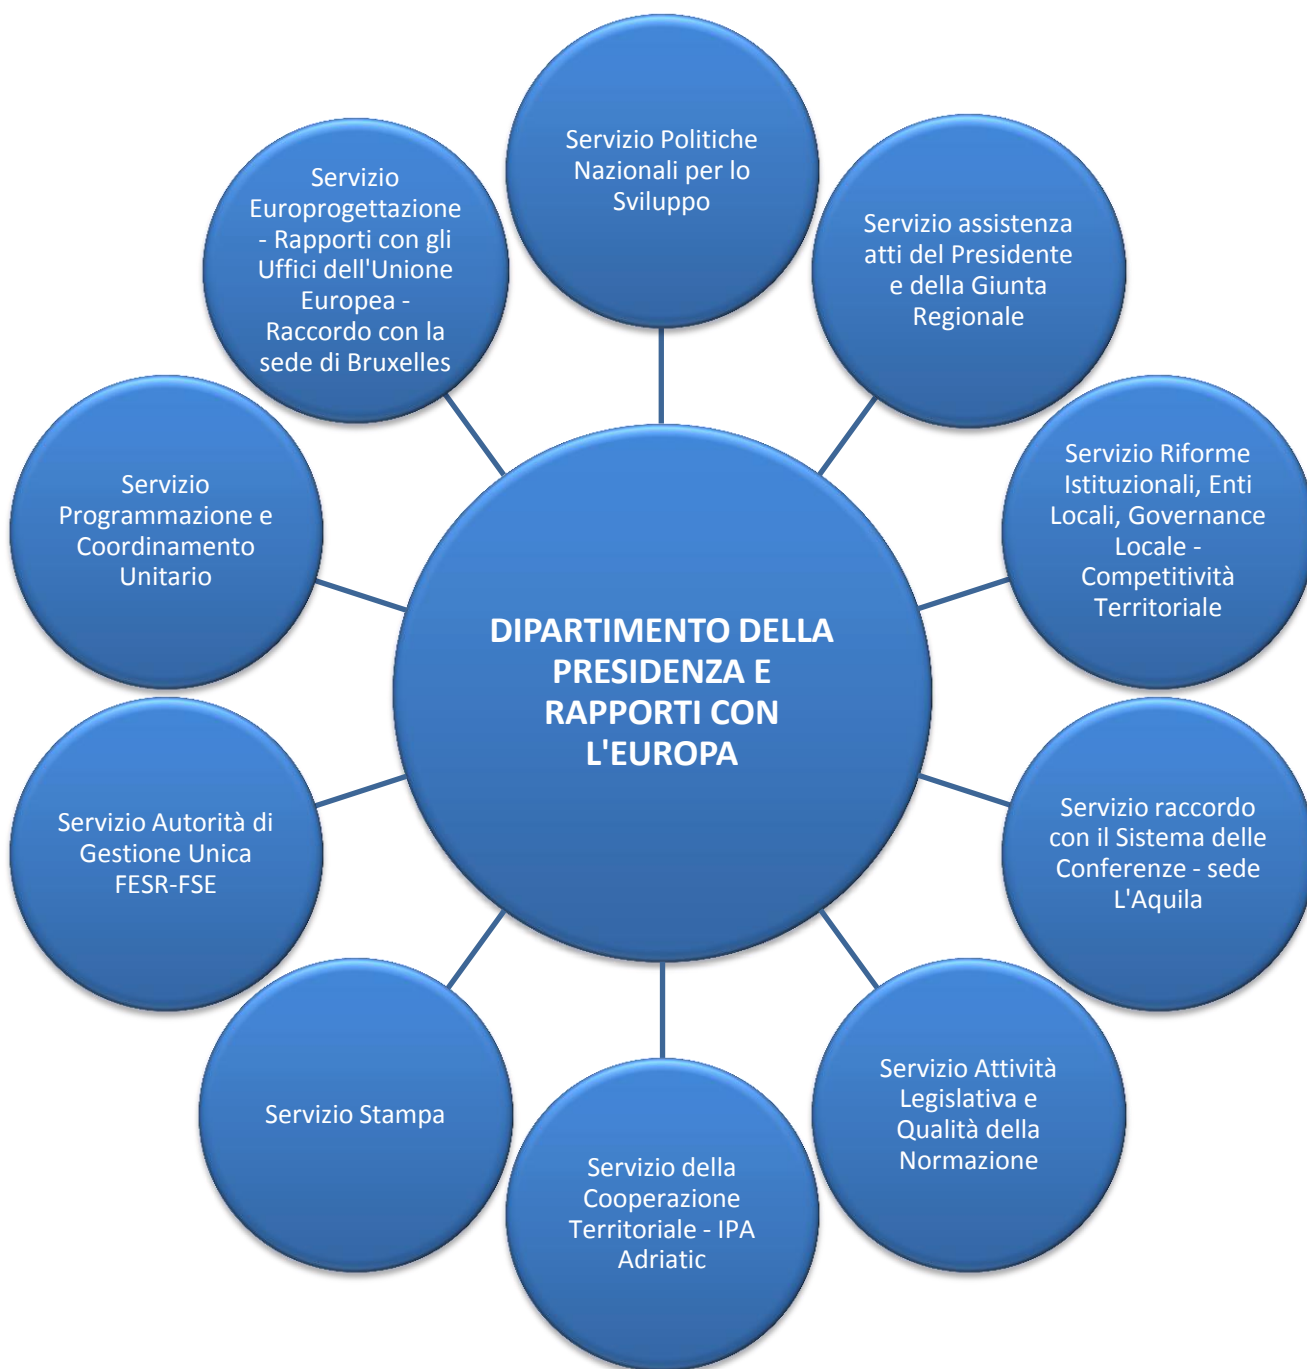 Servizio Politiche
Nazionali per lo
Sviluppo
Servizio assistenza
atti del Presidente
e della Giunta
Regionale
Servizio Riforme
Istituzionali, Enti
Locali, Governance
Locale -
Competitività
Territoriale
Servizio raccordo
con il Sistema delle
Conferenze - sede
L'Aquila
Servizio Attività
Legislativa e
Qualità della
Normazione
Servizio della
Cooperazione
Territoriale - IPA
Adriatic
Servizio Stampa
Servizio Autorità di
Gestione Unica
FESR-FSE
Servizio
Programmazione e
Coordinamento
Unitario
Servizio
Europrogettazione
- Rapporti con gli
Uffici dell'Unione
Europea -
Raccordo con la
sede di Bruxelles
DIPARTIMENTO DELLA
PRESIDENZA E
RAPPORTI CON
L'EUROPA